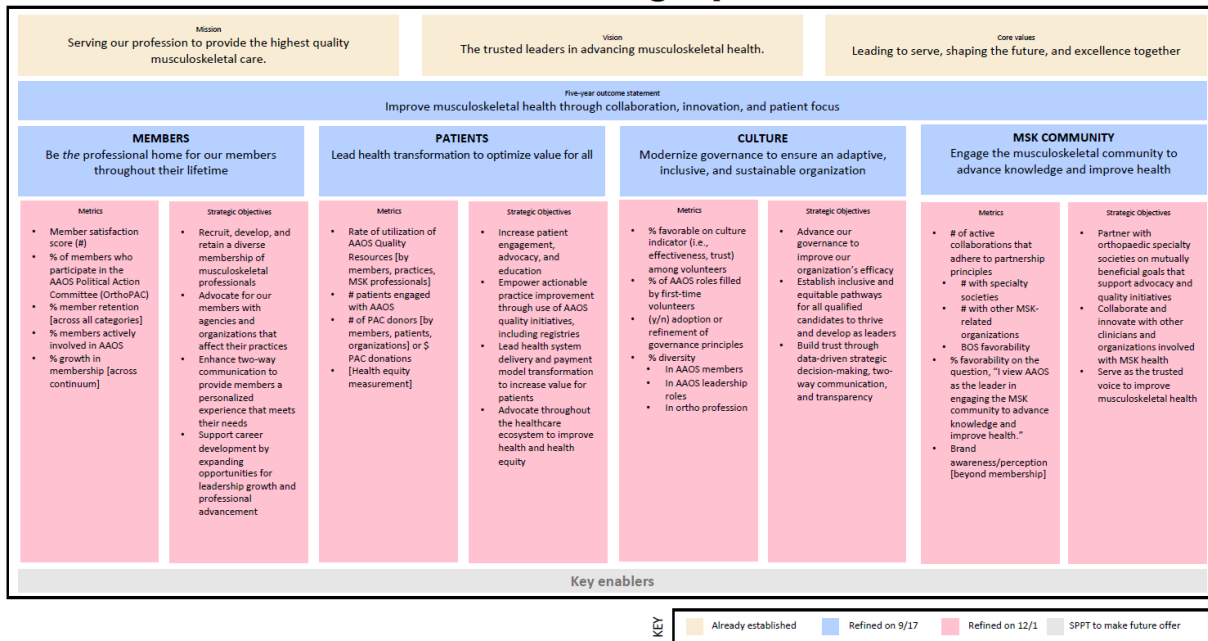 Mission
Serving our profession to provide the highest quality
musculoskeletal care.
Vision
The trusted leaders in advancing musculoskeletal health.
Core values
Leading to serve, shaping the future, and excellence together
Five-year outcome statement
Improve musculoskeletal health through collaboration, innovation, and patient focus
MEMBERS
Be the professional home for our members
throughout their lifetime
PATIENTS
Lead health transformation to optimize value for all
CULTURE
Modernize governance to ensure an adaptive,
inclusive, and sustainable organization
MSK COMMUNITY
Engage the musculoskeletal community to
advance knowledge and improve health
Metrics
• Member satisfaction
score (#)
• % of members who
participate in the
AAOS Political Action
Committee (OrthoPAC)
• % member retention
[across all categories]
• % members actively
involved in AAOS
• % growth in
membership [across
continuum]
Strategic Objectives
• Recruit, develop, and
retain a diverse
membership of
musculoskeletal
professionals
• Advocate for our
members with
agencies and
organizations that
affect their practices
• Enhance two-way
communication to
provide members a
personalized
experience that meets
their needs
• Support career
development by
expanding
opportunities for
leadership growth and
professional
advancement
Metrics
• Rate of utilization of
AAOS Quality
Resources [by
members, practices,
MSK professionals]
• # patients engaged
with AAOS
• # of PAC donors [by
members, patients,
organizations] or $
PAC donations
• [Health equity
measurement]
Strategic Objectives
• Increase patient
engagement,
advocacy, and
education
• Empower actionable
practice improvement
through use of AAOS
quality initiatives,
including registries
• Lead health system
delivery and payment
model transformation
to increase value for
patients
• Advocate throughout
the healthcare
ecosystem to improve
health and health
equity
Metrics
• % favorable on culture
indicator (i.e.,
effectiveness, trust)
among volunteers
• % of AAOS roles filled
by first-time
volunteers
• (y/n) adoption or
refinement of
governance principles
• % diversity
• In AAOS members
• In AAOS leadership
roles
• In ortho profession
Strategic Objectives
• Advance our
governance to
improve our
organization's efficacy
• Establish inclusive and
equitable pathways
for all qualified
candidates to thrive
and develop as leaders
• Build trust through
data-driven strategic
decision-making, two-
way communication,
and transparency
Metrics
• # of active
collaborations that
adhere to partnership
principles
• # with specialty
societies
• # with other MSK-
related
organizations
• BOS favorability
• % favorability on the
question, "I view AAOS
as the leader in
engaging the MSK
community to advance
knowledge and
improve health."
• Brand
awareness/perception
[beyond membership]
Strategic Objectives
• Partner with
orthopaedic specialty
societies on mutually
beneficial goals that
support advocacy and
quality initiatives
• Collaborate and
innovate with other
clinicians and
organizations involved
with MSK health
• Serve as the trusted
voice to improve
musculoskeletal health
Key enablers
KEY
Already established
Refined on 9/17
Refined on 12/1
SPPT to make future offer